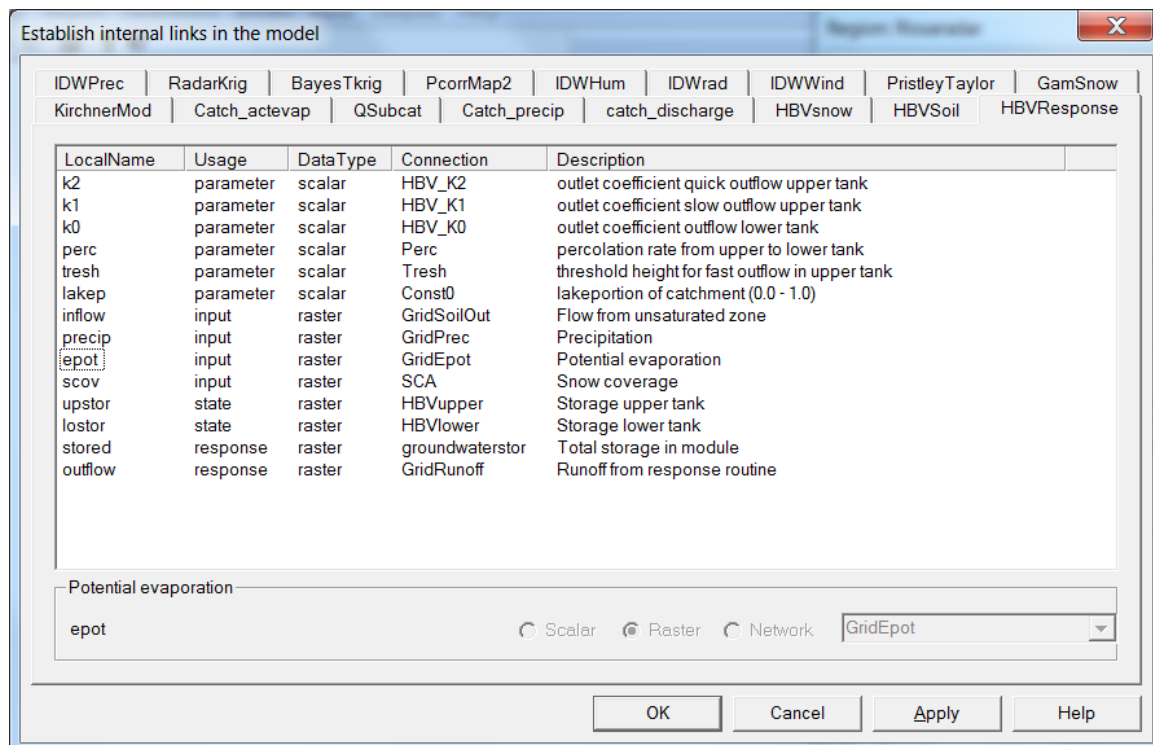 Establish internal links in the model
IDWPrec RadarKrig BayesTkrig PcorrMap2 IDWHum IDWrad IDWWind PristleyTaylor GamSnow
KirchnerMod Catch_actevap QSubcat Catch_precip catch_discharge HBVsnow HBVSoil HBVResponse
LocalName Usage DataType Connection Description
k2 parameter scalar HBV_K2 outlet coefficient quick outflow upper tank
k1 parameter scalar HBV_K1 outlet coefficient slow outflow upper tank
k0 parameter scalar HBV_K0 outlet coefficient outflow lower tank
perc parameter scalar Perc percolation rate from upper to lower tank
tresh parameter scalar Tresh threshold height for fast outflow in upper tank
lakep parameter scalar Const0 lakeportion of catchment (0.0 - 1.0)
inflow input raster GridSoilOut Flow from unsaturated zone
precip input raster GridPrec Precipitation
epot input raster GridEpot Potential evaporation
scov input raster SCA Snow coverage
upstor state raster HBVupper Storage upper tank
lostor state raster HBVlower Storage lower tank
stored response raster groundwaterstor Total storage in module
outflow response raster GridRunoff Runoff from response routine
Potential evaporation
epot Scalar Raster Network GridEpot
OK Cancel Apply Help